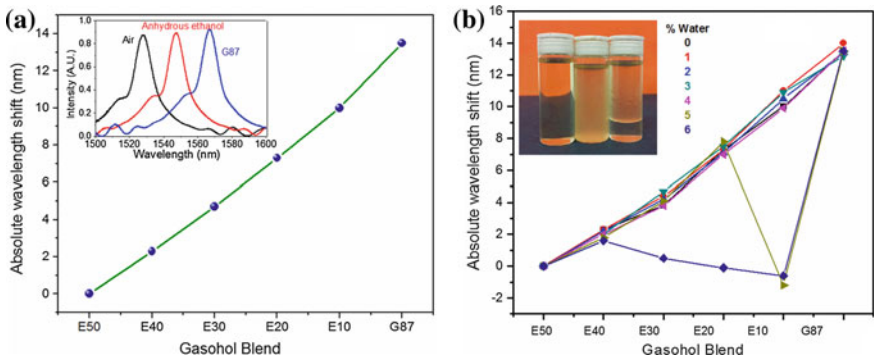 (a)
Absolute wavelength shift (nm)
14
12
10
8
6
4
2
0
E50 E40 E30 E20 E10 G87
Gasohol Blend
Intensity (A.U.)
1.0
0.8
0.6
0.4
0.2
0.0
Anhydrous ethanol
Air
G87
1500 1520 1540 1560 1580 1600
Wavelength (nm)
(b)
Absolute wavelength shift (nm)
16
14
12
10
8
6
4
2
0
-2
E50 E40 E30 E20 E10 G87
Gasohol Blend
% Water
0
1
2
3
4
5
6